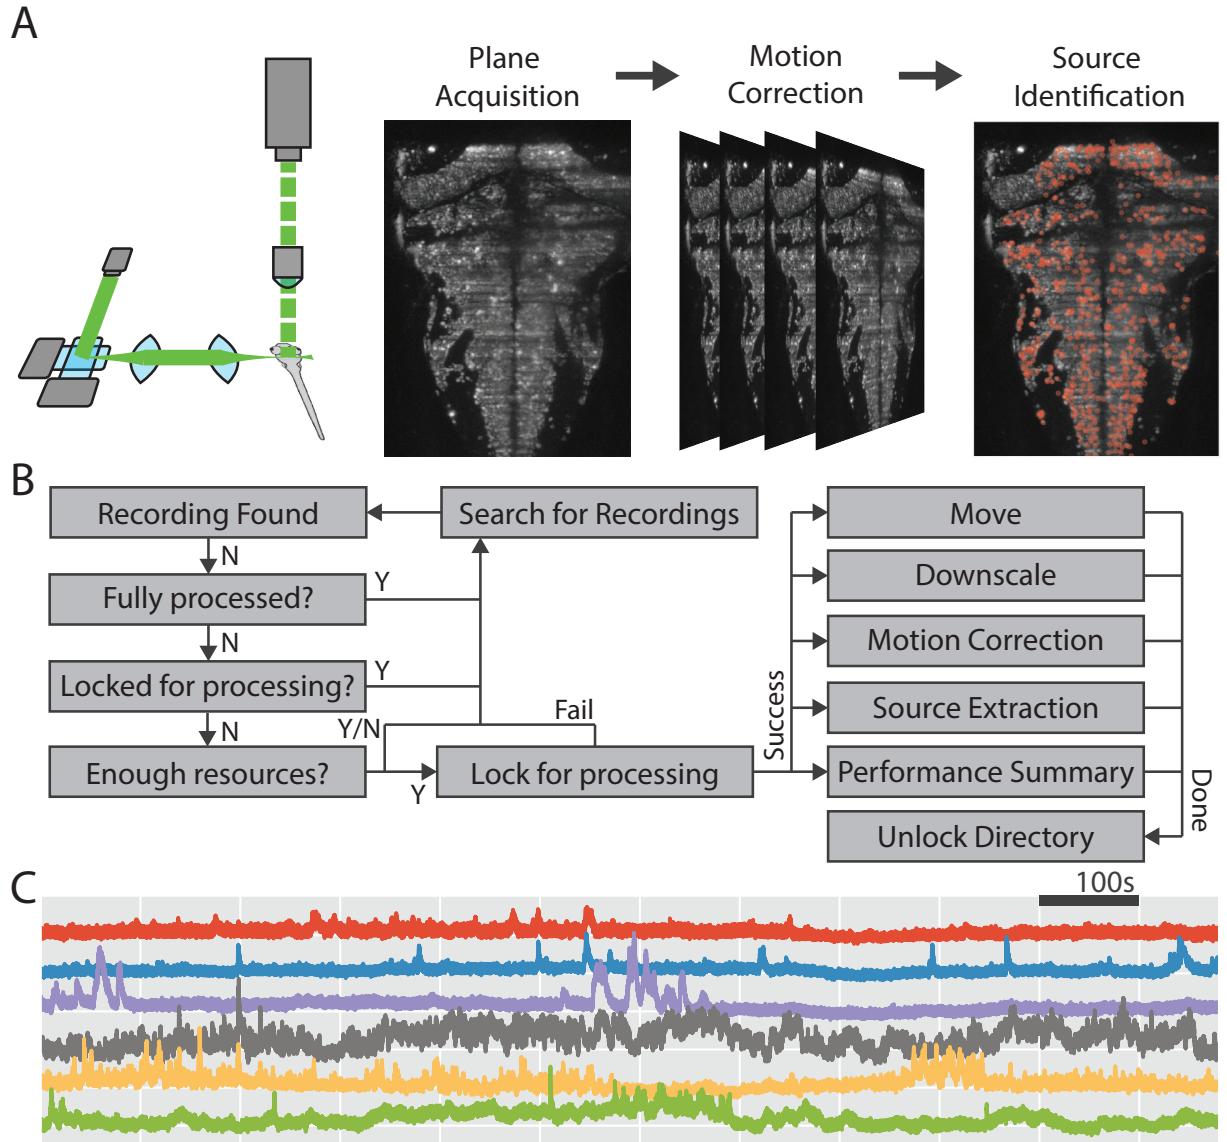 A
Plane
Acquisition
Motion
Correction
Source
Identification
B
Recording Found
Search for Recordings
N
Fully processed?
Y
N
Locked for processing?
Y
N
Y/N
Fail
Enough resources?
Y
Lock for processing
Success
Move
Downscale
Motion Correction
Source Extraction
Performance Summary
Unlock Directory
Done
C
100s